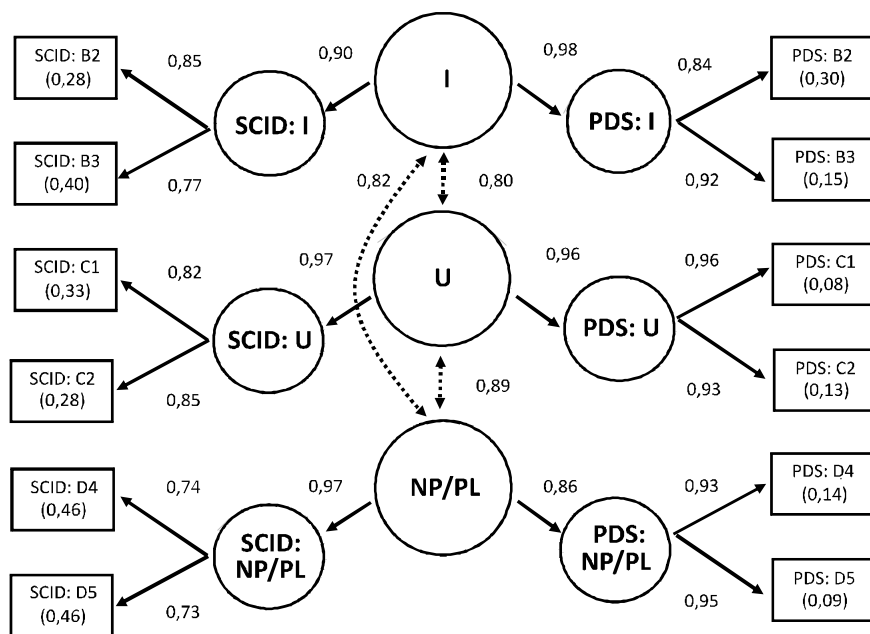 SCID: B2
(0,28)
0,85
0,90
I
0,98
0,84
PDS: B2
(0,30)
SCID: I
PDS: I
SCID: B3
(0,40)
0,77
0,82
0,80
0,92
PDS: B3
(0,15)
SCID: C1
(0,33)
0,82
0,97
U
0,96
0,96
PDS: C1
(0,08)
SCID: U
PDS: U
SCID: C2
(0,28)
0,85
0,89
0,93
PDS: C2
(0,13)
SCID: D4
(0,46)
0,74
0,97
NP/PL
0,86
0,93
PDS: D4
(0,14)
SCID:
NP/PL
PDS:
NP/PL
SCID: D5
(0,46)
0,73
0,95
PDS: D5
(0,09)